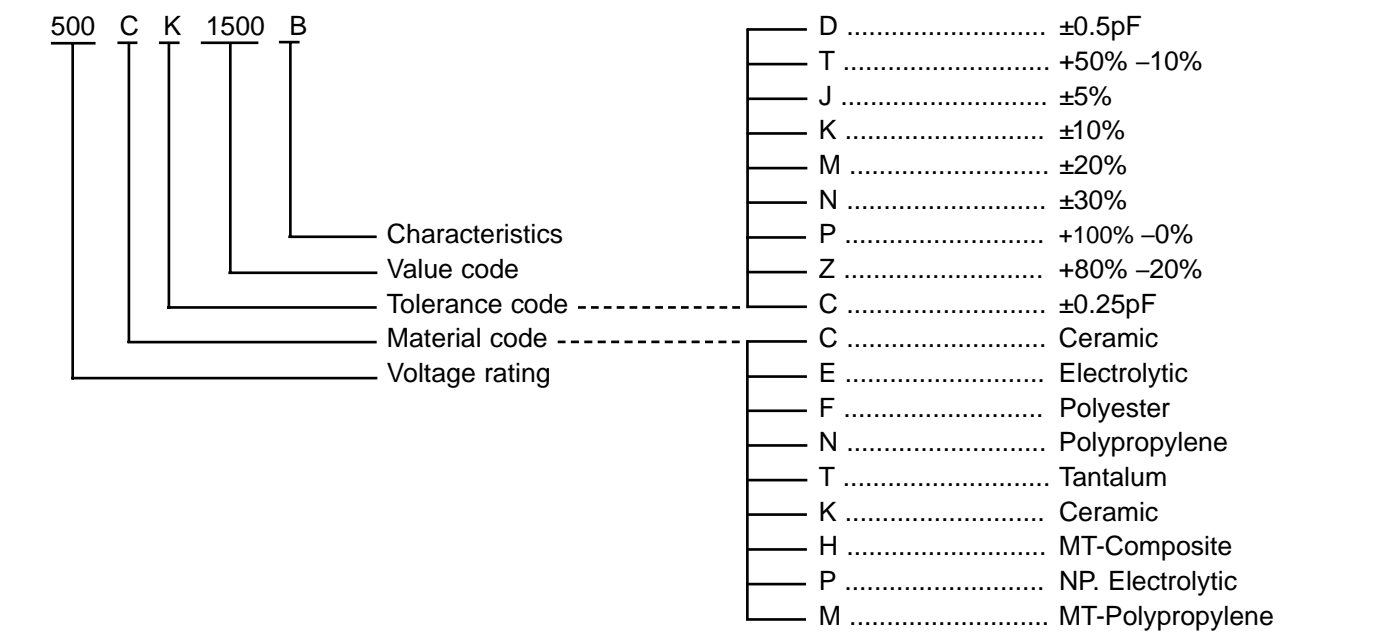 500 C K 1500 B
Characteristics
Value code
Tolerance code
Material code
Voltage rating
D ........................... ±0.5pF
T ............................ +50% –10%
J ............................ ±5%
K ........................... ±10%
M ........................... ±20%
N ........................... ±30%
P ........................... +100% –0%
Z ........................... +80% –20%
C ........................... ±0.25pF
C ........................... Ceramic
E ........................... Electrolytic
F ........................... Polyester
N ........................... Polypropylene
T ............................ Tantalum
K ........................... Ceramic
H ........................... MT-Composite
P ........................... NP. Electrolytic
M ........................... MT-Polypropylene